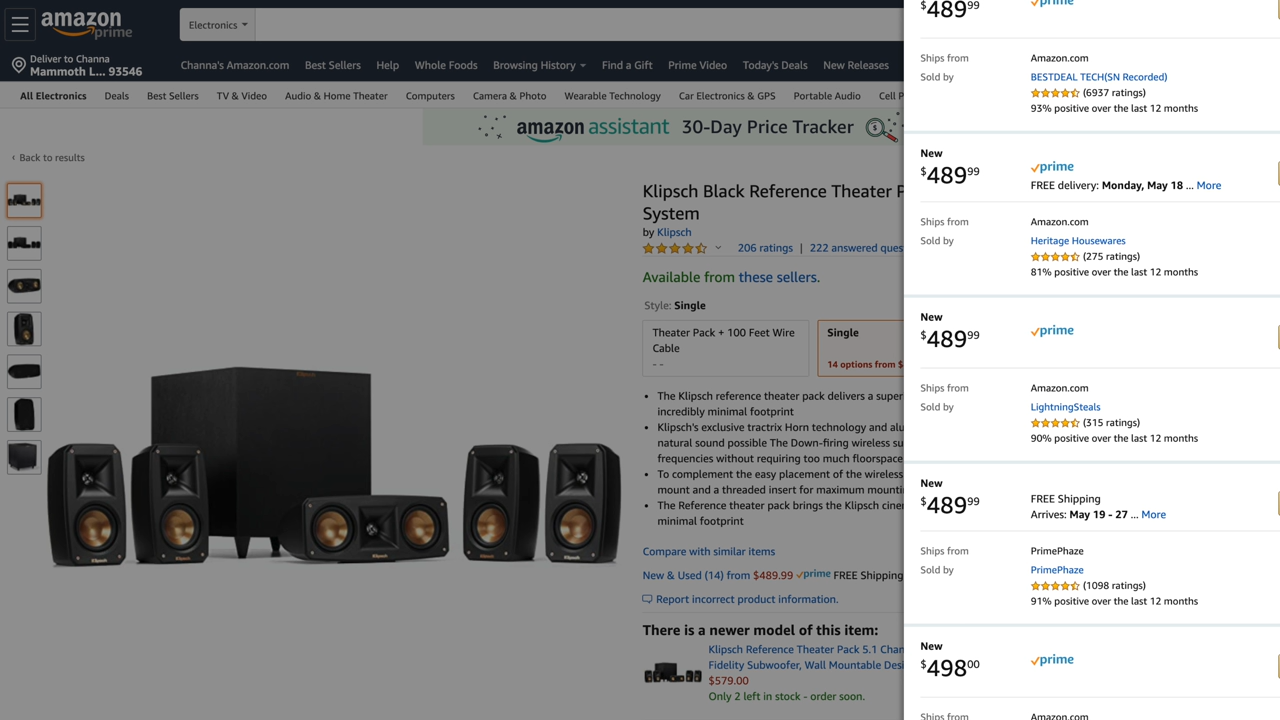 amazon
prime
Electronics
Deliver to Channa
Mammoth L... 93546
Channa's Amazon.com Best Sellers Help Whole Foods Browsing History Find a Gift Prime Video Today's Deals New Releases
All Electronics Deals Best Sellers TV & Video Audio & Home Theater Computers Camera & Photo Wearable Technology Car Electronics & GPS Portable Audio Cell P
amazon assistant 30-Day Price Tracker
‹ Back to results
Klipsch Black Reference Theater P
System
by Klipsch
206 ratings | 222 answered ques
Available from these sellers.
Style: Single
Theater Pack + 100 Feet Wire
Cable
- -
Single
14 options from $
• The Klipsch reference theater pack delivers a super
incredibly minimal footprint
• Klipsch's exclusive tractrix Horn technology and alu
natural sound possible The Down-firing wireless su
frequencies without requiring too much floorspace
• To complement the easy placement of the wireless
mount and a threaded insert for maximum mounti
• The Reference theater pack brings the Klipsch cine
minimal footprint
Compare with similar items
New & Used (14) from $489.99 prime FREE Shipping
Report incorrect product information.
There is a newer model of this item:
Klipsch Reference Theater Pack 5.1 Chan
Fidelity Subwoofer, Wall Mountable Desi
$579.00
Only 2 left in stock - order soon.
$489.99 prime
Ships from Amazon.com
Sold by BESTDEAL TECH(SN Recorded)
(6937 ratings)
93% positive over the last 12 months
New
$489.99 prime
FREE delivery: Monday, May 18 ... More
Ships from Amazon.com
Sold by Heritage Housewares
(275 ratings)
81% positive over the last 12 months
New
$489.99 prime
Ships from Amazon.com
Sold by LightningSteals
(315 ratings)
90% positive over the last 12 months
New
$489.99 FREE Shipping
Arrives: May 19 - 27 ... More
Ships from PrimePhaze
Sold by PrimePhaze
(1098 ratings)
91% positive over the last 12 months
New
$498.00 prime
Ships from Amazon.com